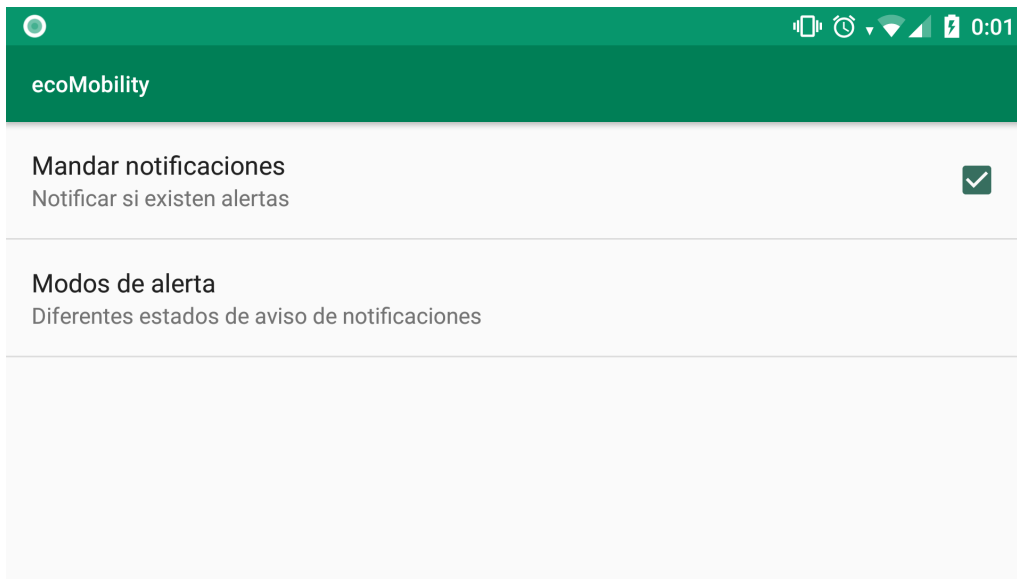 0:01
ecoMobility
Mandar notificaciones
Notificar si existen alertas
Modos de alerta
Diferentes estados de aviso de notificaciones